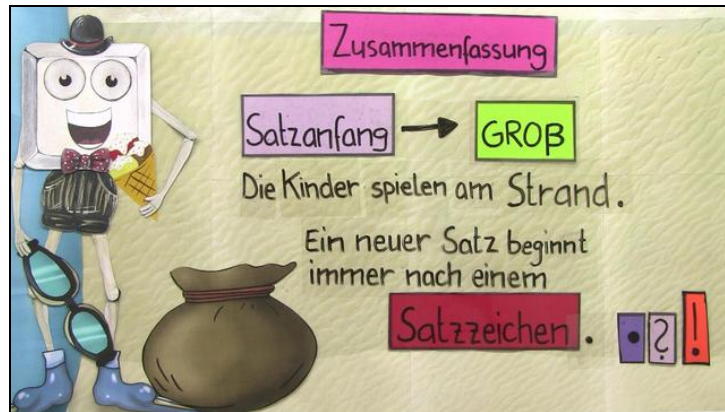 Zusammenfassung
Satzanfang → GROß
Die Kinder spielen am Strand.
Ein neuer Satz beginnt
immer nach einem
Satzzeichen. . ? !